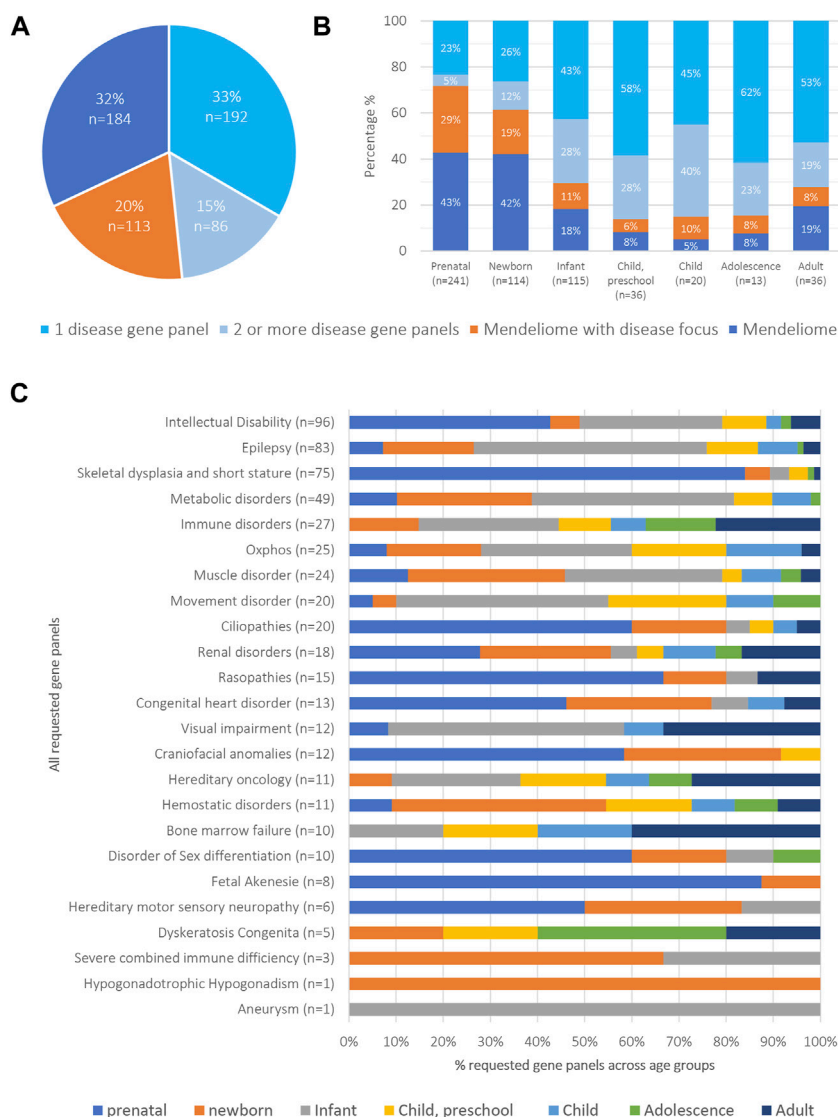 A
32%
n=184
33%
n=192
20%
n=113
15%
n=86
B
Percentage %
100
80
60
40
20
0
23%
5%
29%
43%
26%
12%
19%
42%
43%
28%
11%
18%
58%
28%
6%
8%
45%
40%
10%
5%
62%
23%
8%
8%
53%
19%
8%
19%
Prenatal
(n=241)
Newborn
(n=114)
Infant
(n=115)
Child,
preschool
(n=36)
Child
(n=20)
Adolescence
(n=13)
Adult
(n=36)
1 disease gene panel 2 or more disease gene panels Mendeliome with disease focus Mendeliome
C
All requested gene panels
Intellectual Disability (n=96)
Epilepsy (n=83)
Skeletal dysplasia and short stature (n=75)
Metabolic disorders (n=49)
Immune disorders (n=27)
Oxphos (n=25)
Muscle disorder (n=24)
Movement disorder (n=20)
Ciliopathies (n=20)
Renal disorders (n=18)
Rasopathies (n=15)
Congenital heart disorder (n=13)
Visual impairment (n=12)
Craniofacial anomalies (n=12)
Hereditary oncology (n=11)
Hemostatic disorders (n=11)
Bone marrow failure (n=10)
Disorder of Sex differentiation (n=10)
Fetal Akenesie (n=8)
Hereditary motor sensory neuropathy (n=6)
Dyskeratosis Congenita (n=5)
Severe combined immune difficiency (n=3)
Hypogonadotrophic Hypogonadism (n=1)
Aneurysm (n=1)
0% 10% 20% 30% 40% 50% 60% 70% 80% 90% 100%
% requested gene panels across age groups
prenatal newborn Infant Child, preschool Child Adolescence Adult